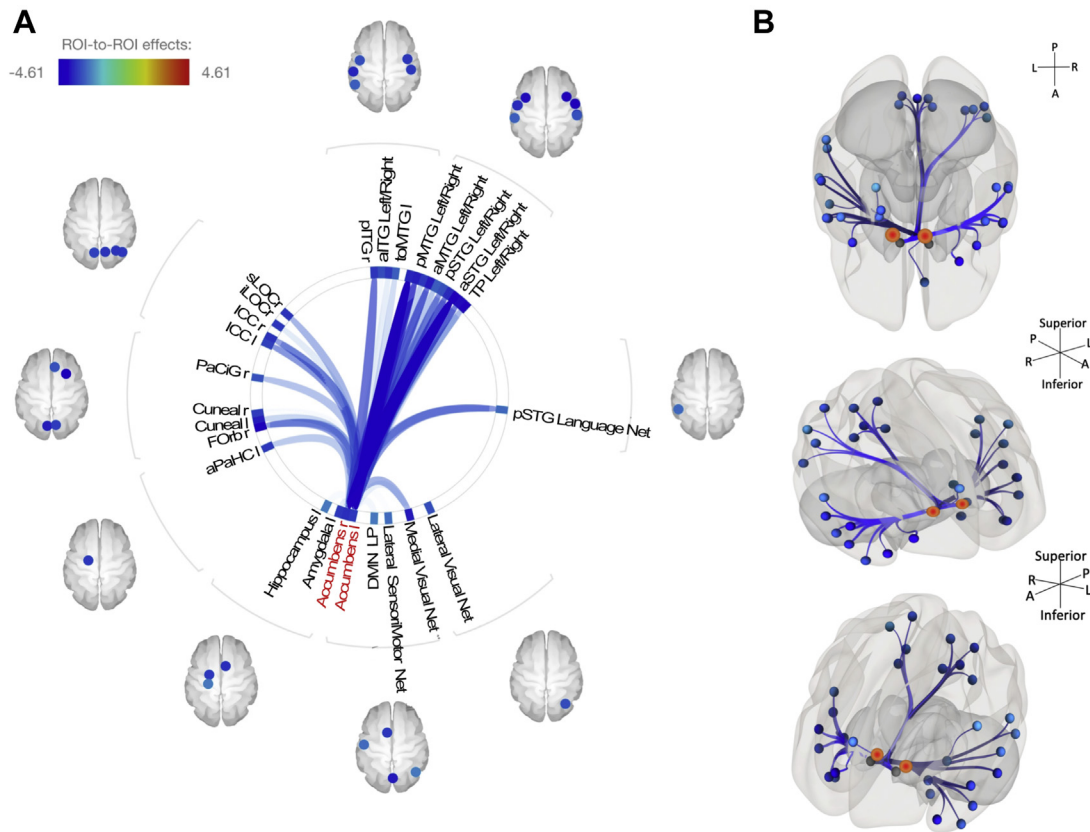 A
ROI-to-ROI effects:
-4.61 4.61
pITG r
aITG Left/Right
toMTG l
pMTG Left/Right
aMTG Left/Right
pSTG Left/Right
aSTG Left/Right
TP Left/Right
sLOC r
iLOC r
ICC r
ICC l
PaCiG r
Cuneal r
Cuneal l
FOrb r
aPaHC l
pSTG Language Net
Hippocampus l
Amygdala l
Accumbens r
Accumbens l
DMN LP
Lateral SensoriMotor Net
Medial Visual Net
Lateral Visual Net
B
P
L R
A
Superior
P L
R A
Inferior
Superior
R P
A L
Inferior